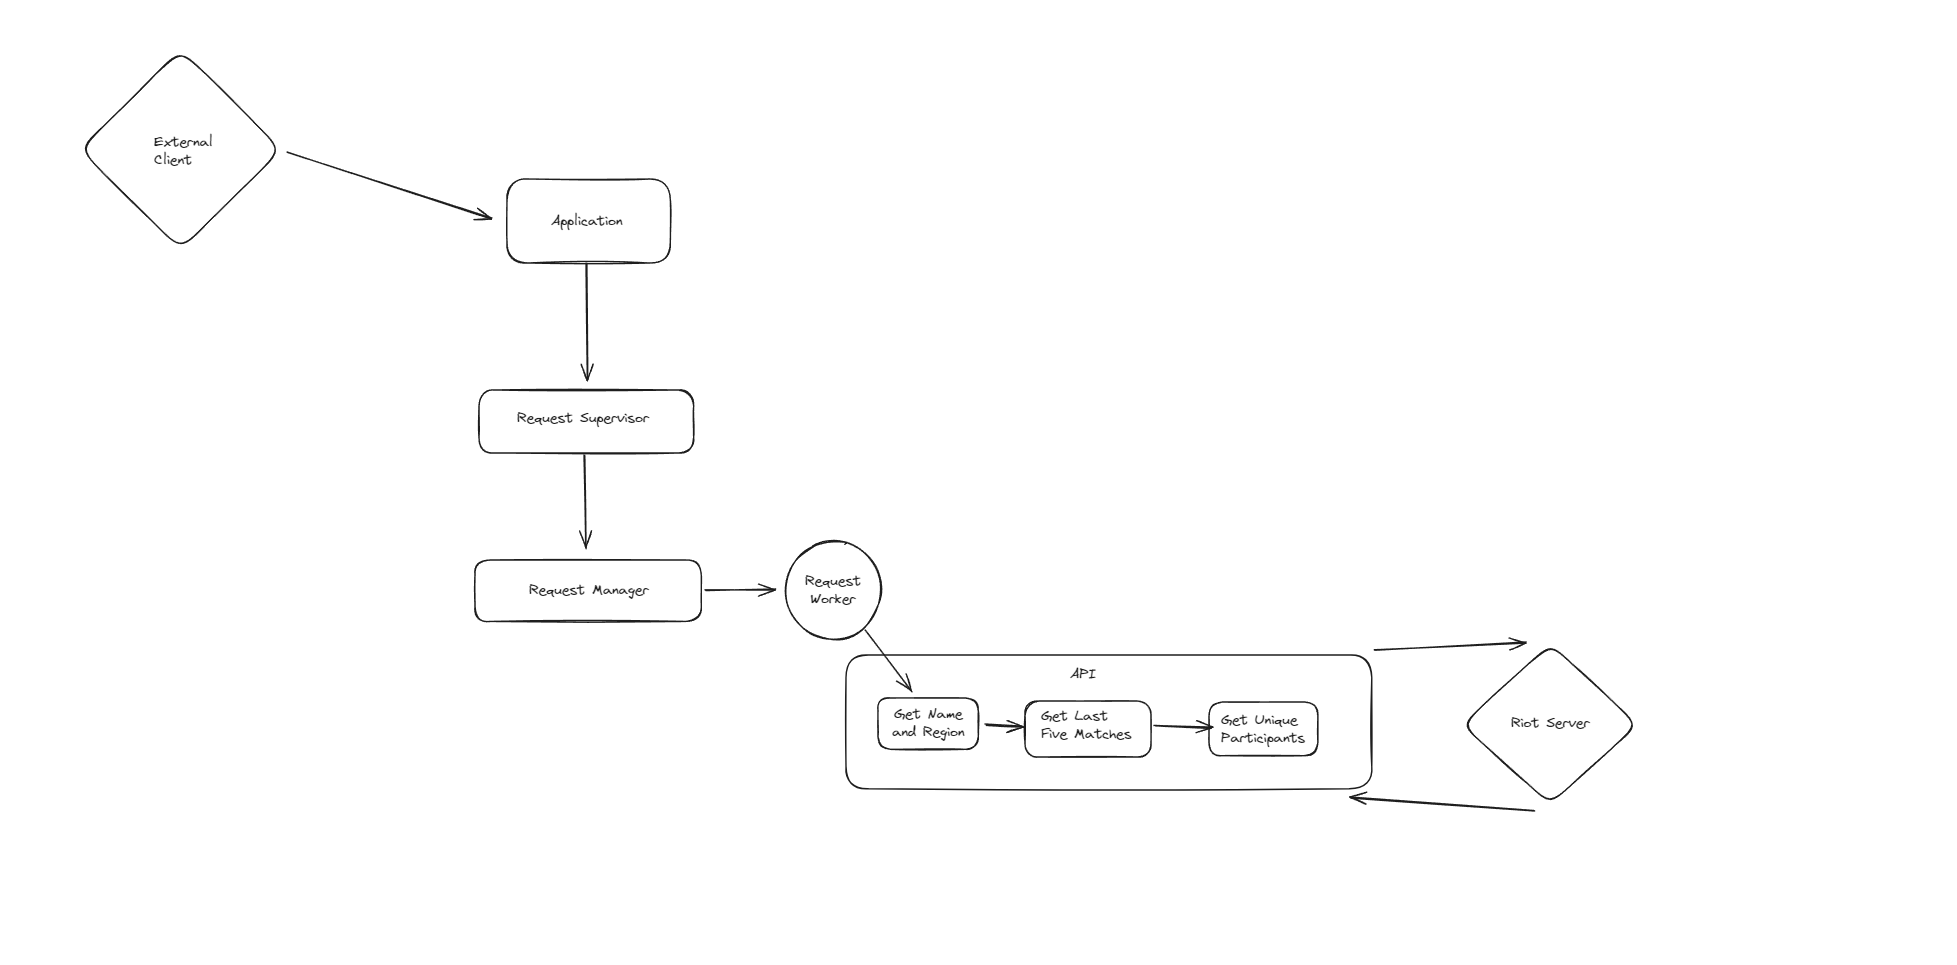 External
Client
Application
Request Supervisor
Request Manager
Request
Worker
API
Get Name
and Region
Get Last
Five Matches
Get Unique
Participants
Riot Server